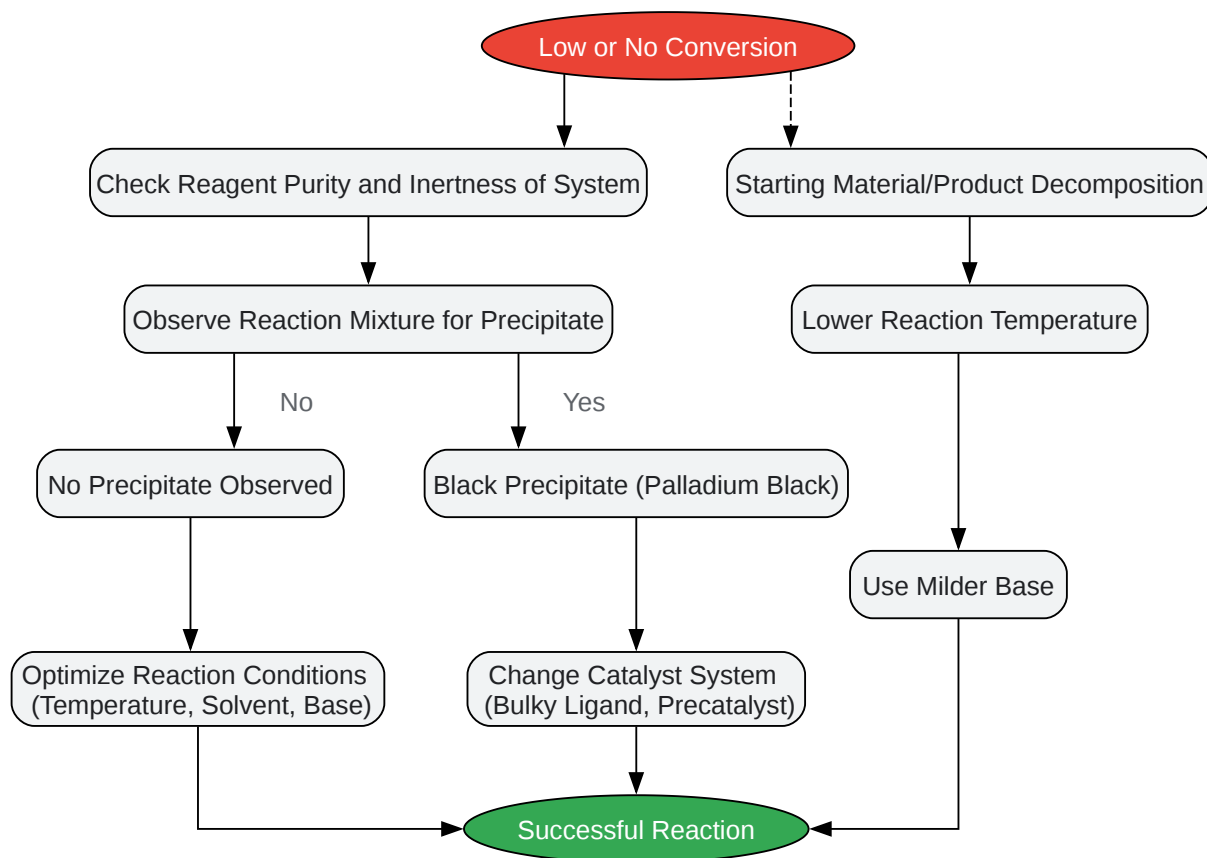 Low or No Conversion
Check Reagent Purity and Inertness of System
Starting Material/Product Decomposition
Observe Reaction Mixture for Precipitate
Lower Reaction Temperature
No
Yes
No Precipitate Observed
Black Precipitate (Palladium Black)
Use Milder Base
Optimize Reaction Conditions
(Temperature, Solvent, Base)
Change Catalyst System
(Bulky Ligand, Precatalyst)
Successful Reaction